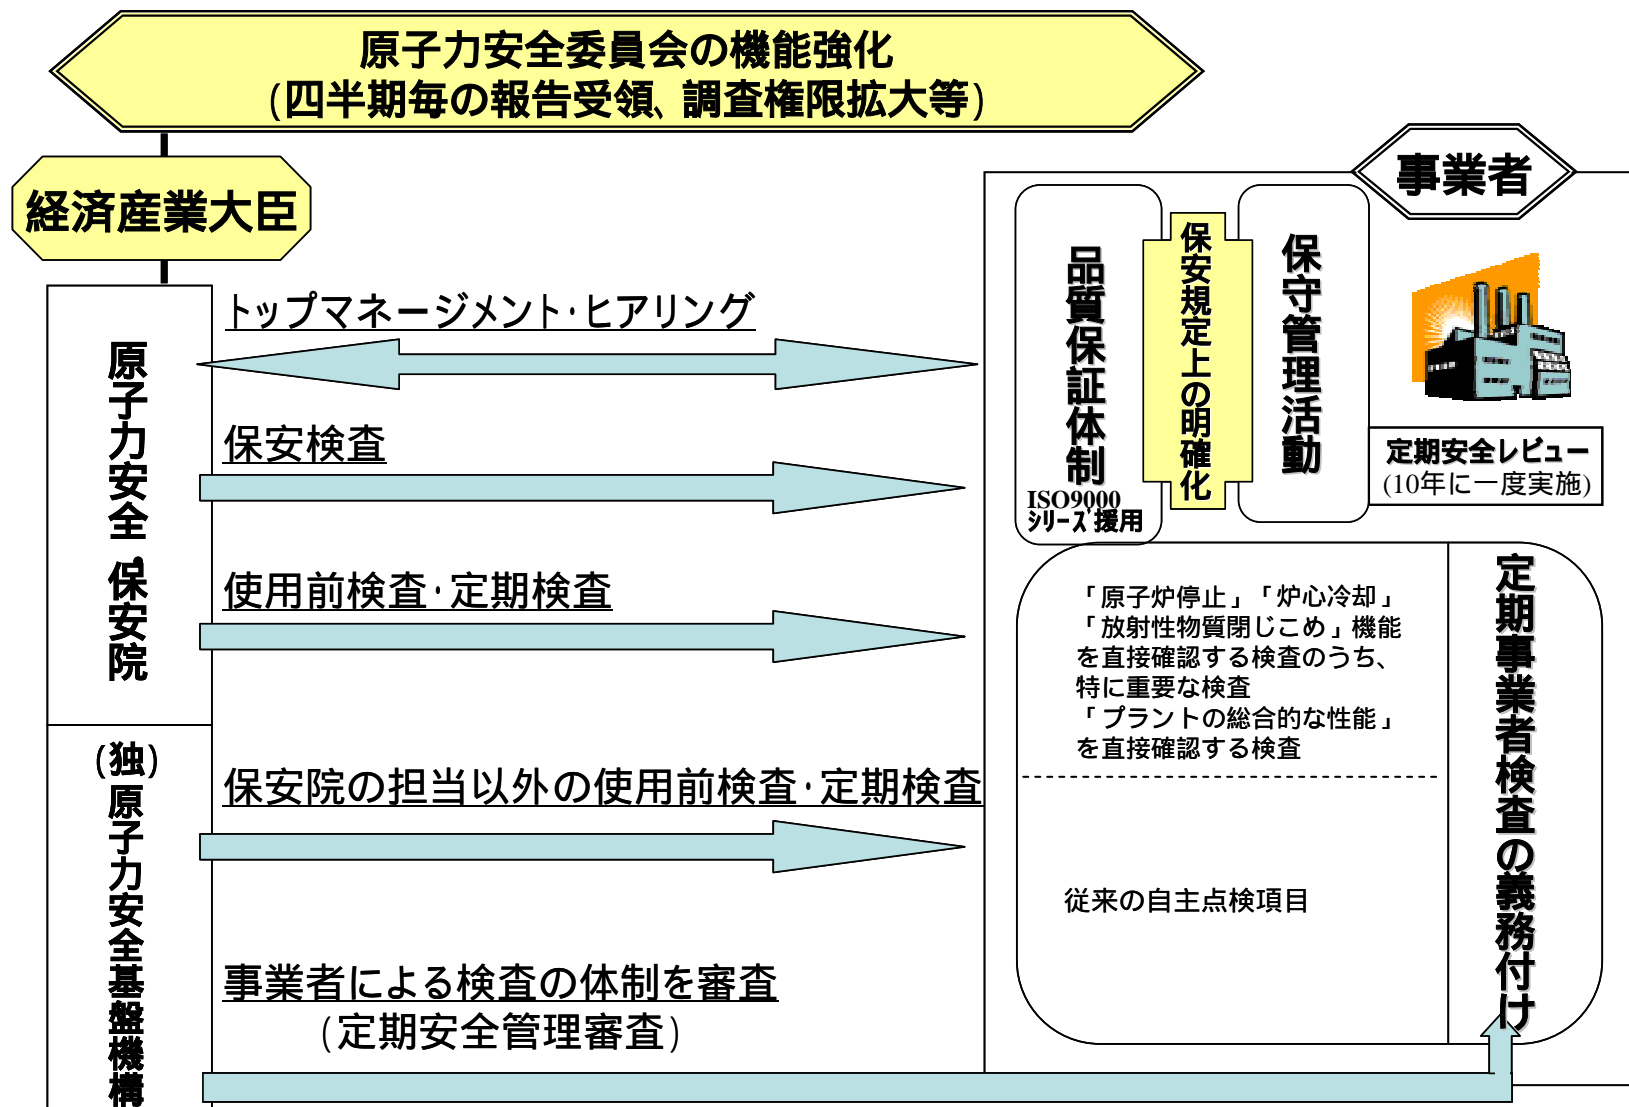 原子力安全委員会の機能強化
(四半期毎の報告受領、調査権限拡大等)
経済産業大臣
事業者
原子力安全・保安院
(独)
原子力安全基盤機構
トップマネージメント・ヒアリング
保安検査
使用前検査・定期検査
保安院の担当以外の使用前検査・定期検査
事業者による検査の体制を審査
(定期安全管理審査)
品質保証体制
ISO9000
シリーズ援用
保安規定上の明確化
保守管理活動
定期安全レビュー
(10年に一度実施)
「原子炉停止」「炉心冷却」
「放射性物質閉じこめ」機能
を直接確認する検査のうち、
特に重要な検査
「プラントの総合的な性能」
を直接確認する検査
従来の自主点検項目
定期事業者検査の義務付け